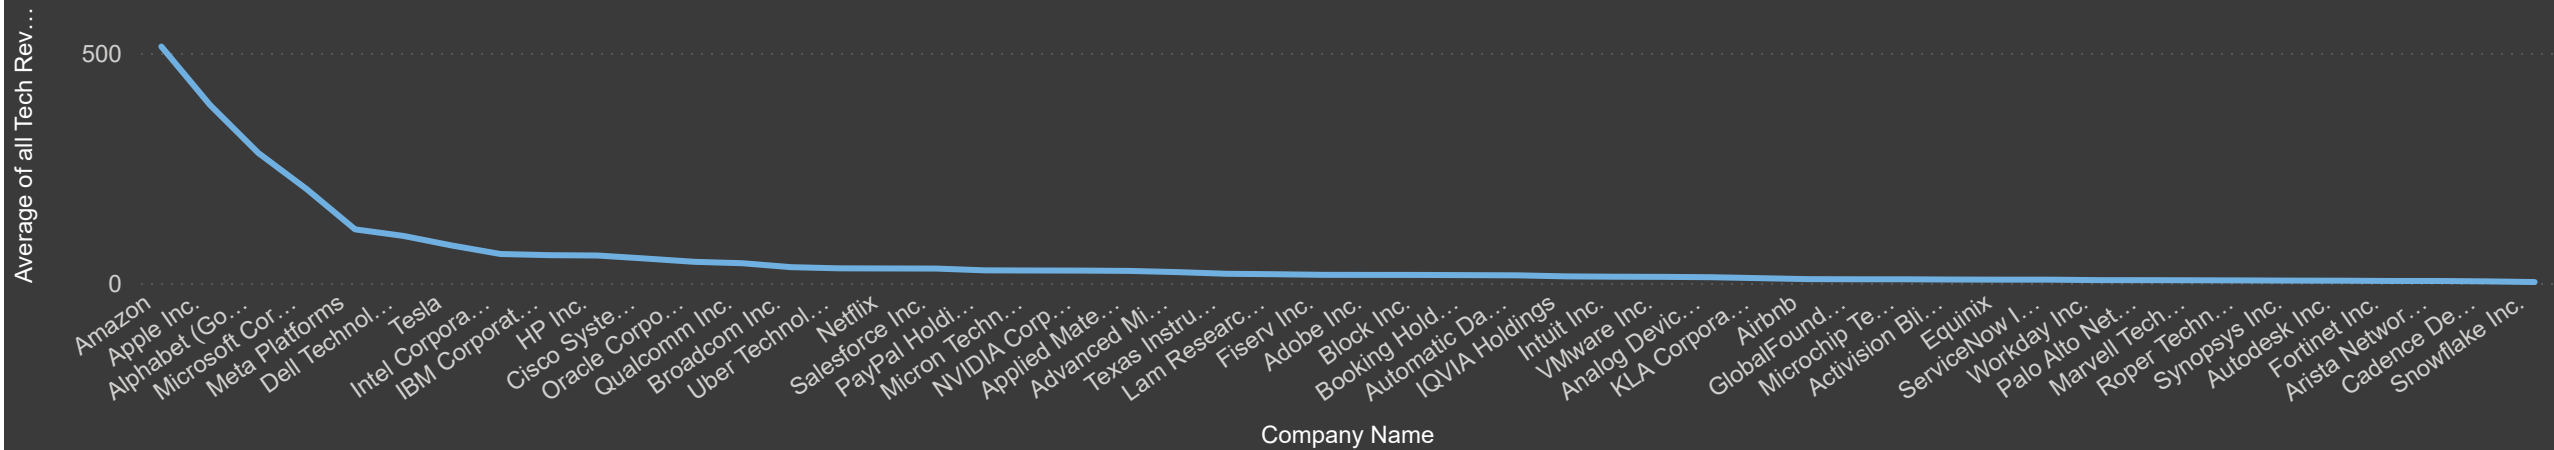 Average of all Tech Rev...
500
0
Amazon
Apple Inc.
Alphabet (Go...
Microsoft Cor...
Meta Platforms
Dell Technol...
Tesla
Intel Corpora...
IBM Corporat...
HP Inc.
Cisco Syste...
Oracle Corpo...
Qualcomm Inc.
Broadcom Inc.
Uber Technol...
Netflix
Salesforce Inc.
PayPal Holdi...
Micron Techn...
NVIDIA Corp...
Applied Mate...
Advanced Mi...
Texas Instru...
Lam Researc...
Fiserv Inc.
Adobe Inc.
Block Inc.
Booking Hold...
Automatic Da...
IQVIA Holdings
Intuit Inc.
VMware Inc.
Analog Devic...
KLA Corpora...
Airbnb
GlobalFound...
Microchip Te...
Activision Bli...
Equinix
ServiceNow I...
Workday Inc.
Palo Alto Net...
Marvell Tech...
Roper Techn...
Synopsys Inc.
Autodesk Inc.
Fortinet Inc.
Arista Networ...
Cadence De...
Snowflake Inc.
Company Name